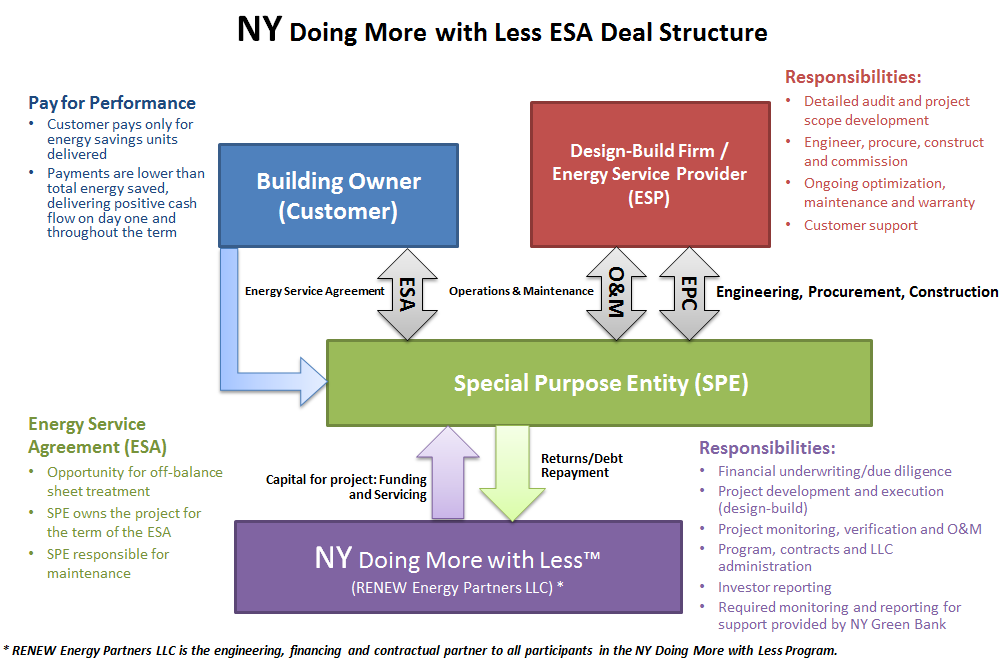 NY Doing More with Less ESA Deal Structure
Pay for Performance
• Customer pays only for
energy savings units
delivered
• Payments are lower than
total energy saved,
delivering positive cash
flow on day one and
throughout the term
Building Owner
(Customer)
Design-Build Firm /
Energy Service Provider
(ESP)
Responsibilities:
• Detailed audit and project
scope development
• Engineer, procure, construct
and commission
• Ongoing optimization,
maintenance and warranty
• Customer support
Energy Service Agreement
ESA
Operations & Maintenance
O&M
EPC
Engineering, Procurement, Construction
Special Purpose Entity (SPE)
Energy Service
Agreement (ESA)
• Opportunity for off-balance
sheet treatment
• SPE owns the project for
the term of the ESA
• SPE responsible for
maintenance
Capital for project: Funding
and Servicing
Returns/Debt
Repayment
NY Doing More with Less™
(RENEW Energy Partners LLC) *
Responsibilities:
• Financial underwriting/due diligence
• Project development and execution
(design-build)
• Project monitoring, verification and O&M
• Program, contracts and LLC
administration
• Investor reporting
• Required monitoring and reporting for
support provided by NY Green Bank
* RENEW Energy Partners LLC is the engineering, financing and contractual partner to all participants in the NY Doing More with Less Program.